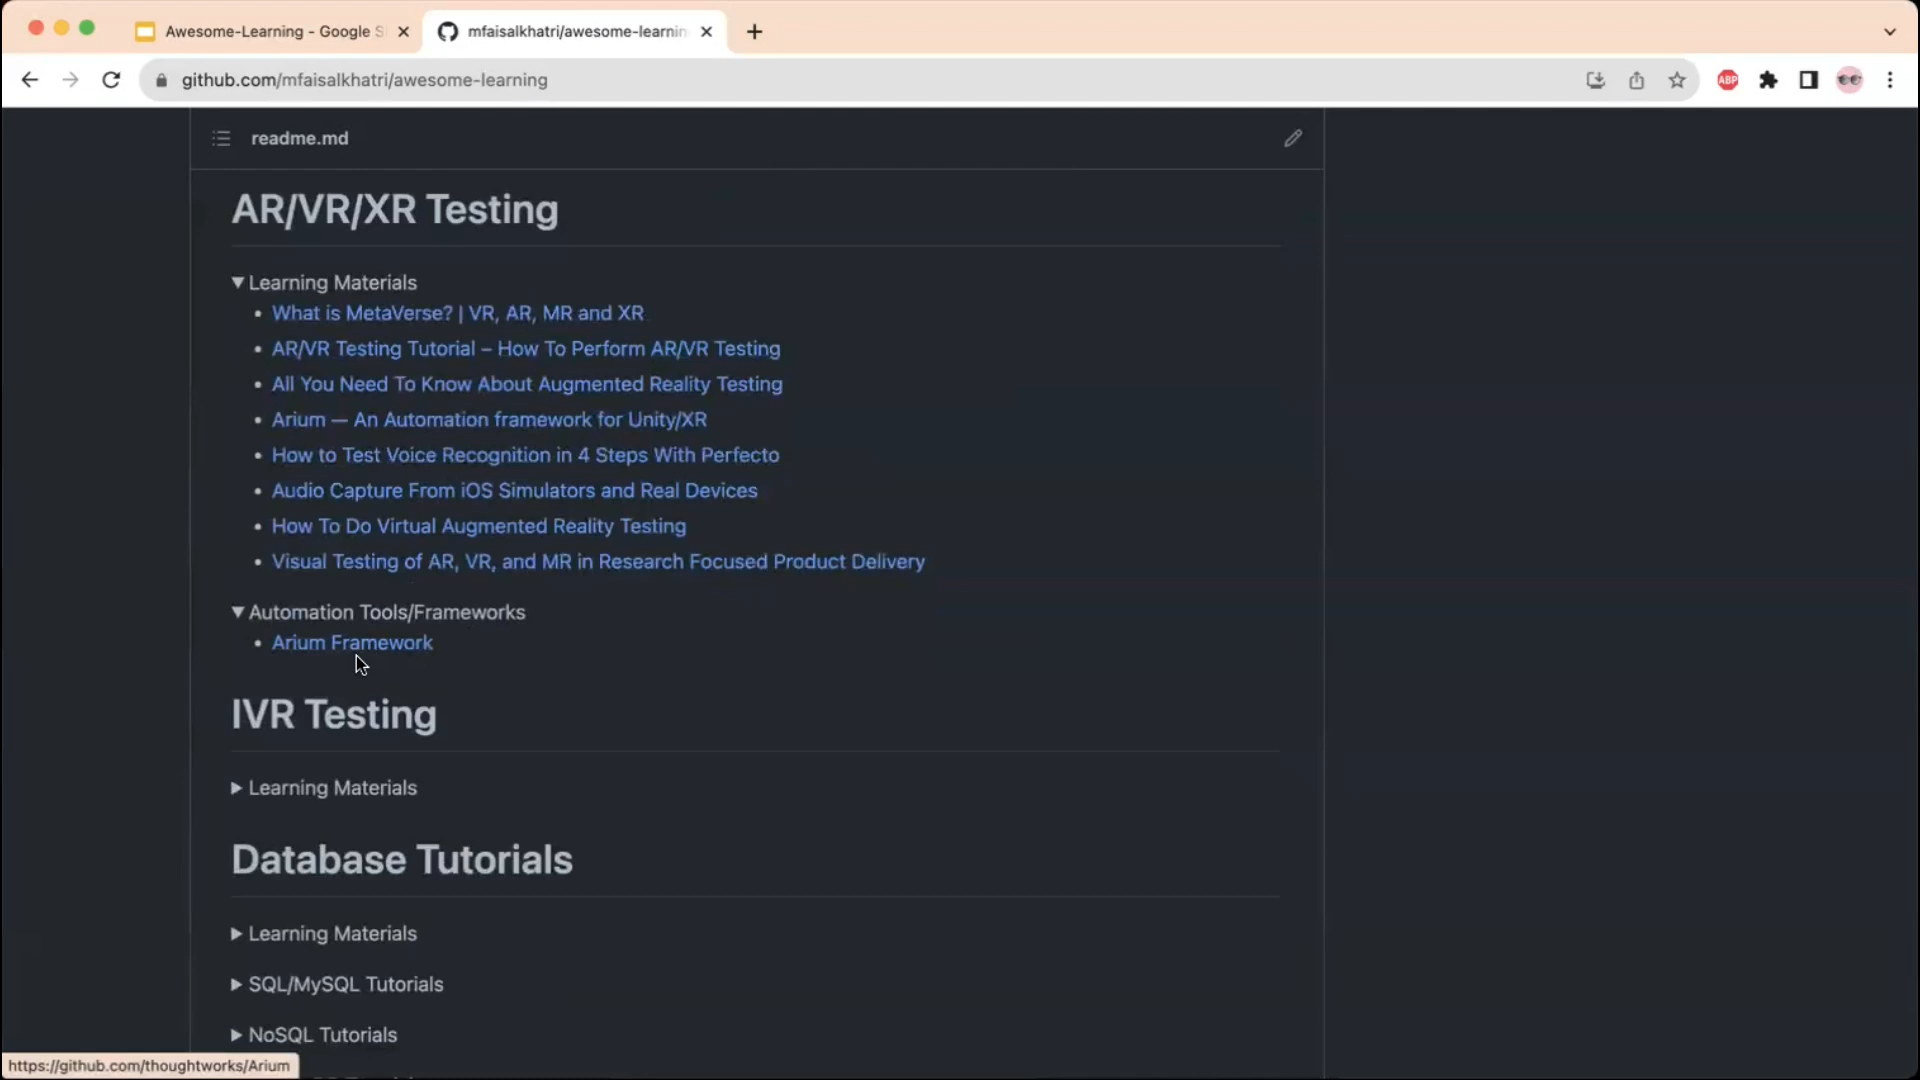 Awesome-Learning - Google S
mfaisalkhatri/awesome-learnin
github.com/mfaisalkhatri/awesome-learning
ABP
readme.md
AR/VR/XR Testing
Learning Materials
What is MetaVerse? | VR, AR, MR and XR
AR/VR Testing Tutorial – How To Perform AR/VR Testing
All You Need To Know About Augmented Reality Testing
Arium — An Automation framework for Unity/XR
How to Test Voice Recognition in 4 Steps With Perfecto
Audio Capture From iOS Simulators and Real Devices
How To Do Virtual Augmented Reality Testing
Visual Testing of AR, VR, and MR in Research Focused Product Delivery
Automation Tools/Frameworks
Arium Framework
IVR Testing
Learning Materials
Database Tutorials
Learning Materials
SQL/MySQL Tutorials
NoSQL Tutorials
https://github.com/thoughtworks/Arium